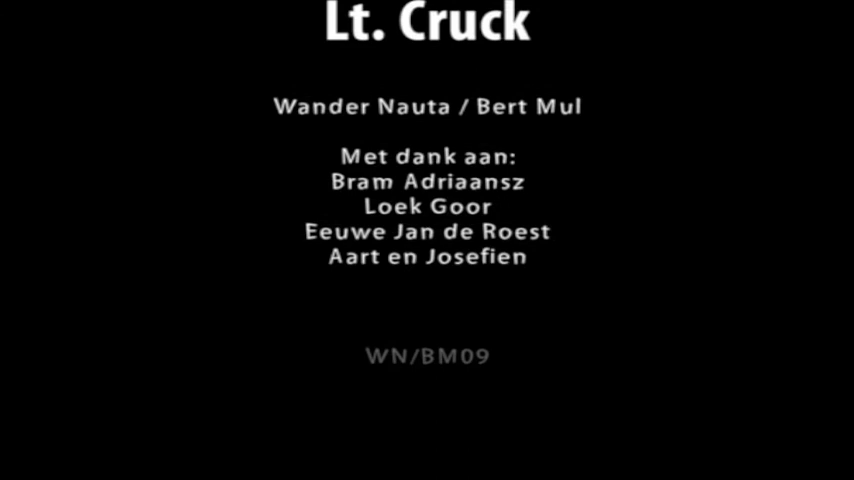 Lt. Cruck
Wander Nauta / Bert Mul
Met dank aan:
Bram Adriaansz
Loek Goor
Eeuwe Jan de Roest
Aart en Josefien
WN/BM09